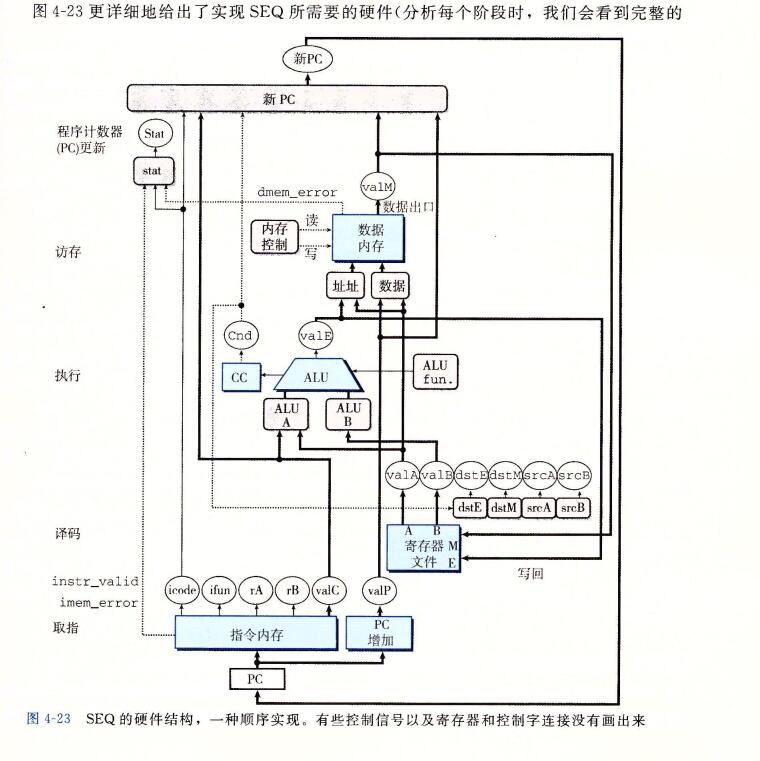 图 4-23 更详细地给出了实现 SEQ 所需要的硬件(分析每个阶段时，我们会看到完整的
新PC
新 PC
程序计数器
(PC)更新
Stat
stat
dmem_error
valM
数据出口
内存
控制
读
写
数据
内存
访存
址址
数据
Cnd
valE
CC
ALU
ALU
fun.
执行
ALU
A
ALU
B
valA
valB
dstE
dstM
srcA
srcB
dstE
dstM
srcA
srcB
译码
A B
寄存器 M
文件 E
写回
instr_valid
imem_error
icode
ifun
rA
rB
valC
valP
取指
指令内存
PC
增加
PC
图 4-23 SEQ 的硬件结构，一种顺序实现。有些控制信号以及寄存器和控制字连接没有画出来